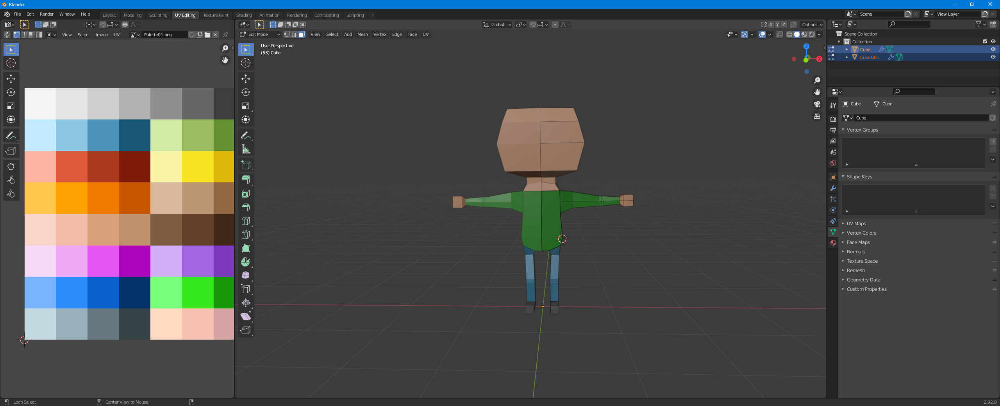 Blender
File Edit Render Window Help Layout Modeling Sculpting UV Editing Texture Paint Shading Animation Rendering Compositing Scripting Scene View Layer
Global X Y Z Options
View Select Image UV Palette01.png Edit Mode View Select Add Mesh Vertex Edge Face UV
Scene Collection
Collection
Cube
Cube.001
User Perspective
(53) Cube
Z
X
Cube Cube
Cube
Vertex Groups
Shape Keys
UV Maps
Vertex Colors
Face Maps
Normals
Texture Space
Remesh
Geometry Data
Custom Properties
Loop Select Center View to Mouse 2.92.0